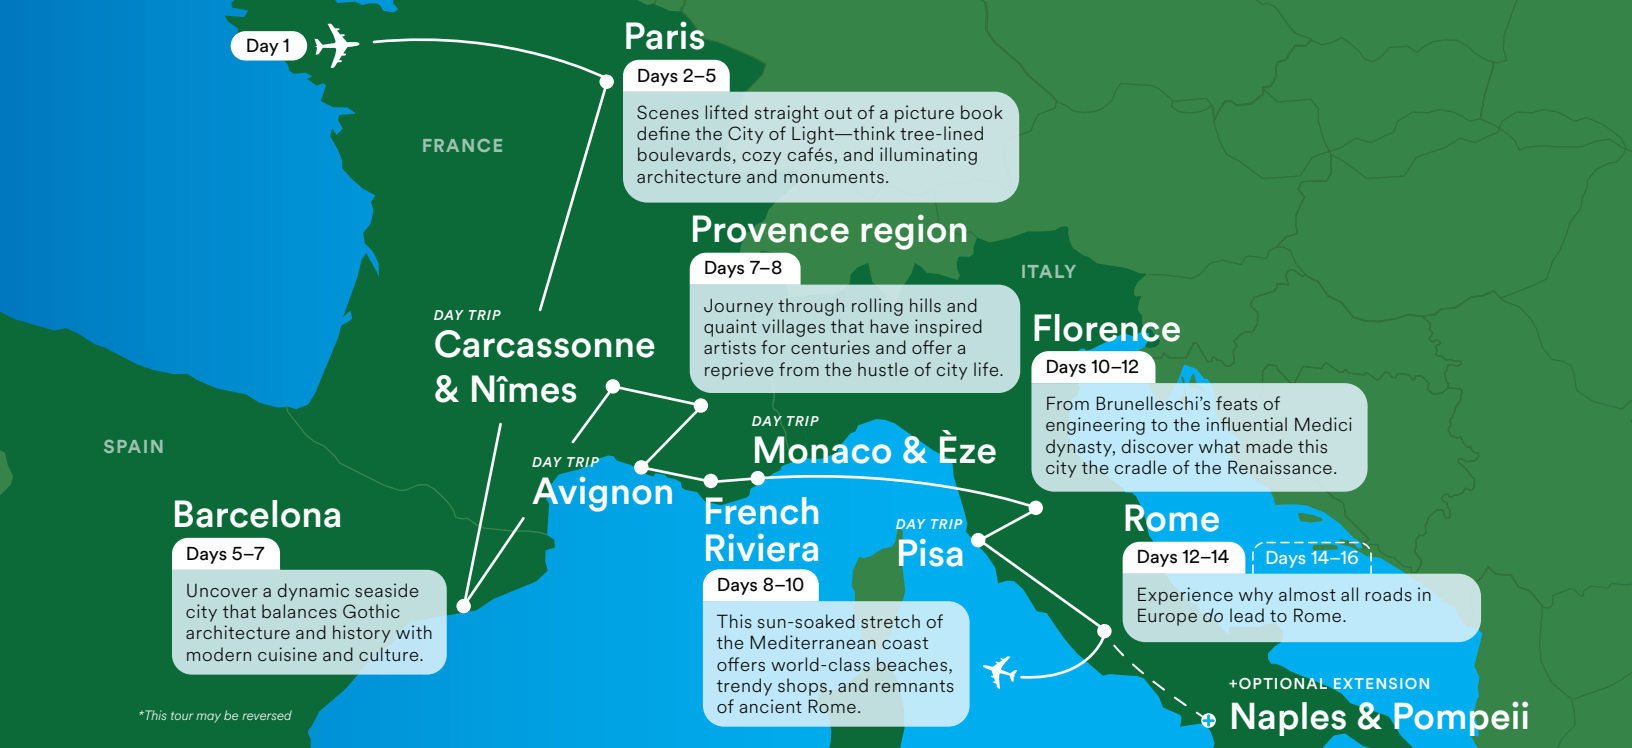 Day 1
Paris
Days 2–5
Scenes lifted straight out of a picture book
define the City of Light—think tree-lined
boulevards, cozy cafés, and illuminating
architecture and monuments.
FRANCE
Provence region
Days 7–8
Journey through rolling hills and
quaint villages that have inspired
artists for centuries and offer a
reprieve from the hustle of city life.
ITALY
DAY TRIP
Carcassonne
& Nîmes
Florence
Days 10–12
From Brunelleschi’s feats of
engineering to the influential Medici
dynasty, discover what made this
city the cradle of the Renaissance.
DAY TRIP
Monaco & Èze
SPAIN
DAY TRIP
Avignon
Barcelona
Days 5–7
Uncover a dynamic seaside
city that balances Gothic
architecture and history with
modern cuisine and culture.
French
Riviera
Days 8–10
This sun-soaked stretch of
the Mediterranean coast
offers world-class beaches,
trendy shops, and remnants
of ancient Rome.
DAY TRIP
Pisa
Rome
Days 12–14
Days 14–16
Experience why almost all roads in
Europe do lead to Rome.
+OPTIONAL EXTENSION
Naples & Pompeii
*This tour may be reversed